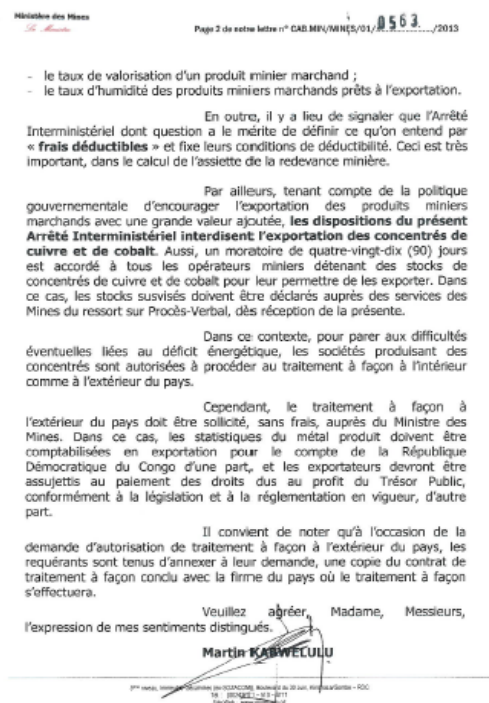 Ministère des Mines
Le Ministre
Page 2 de notre lettre n° CAB.MIN/MINES/01/0563/2013
- le taux de valorisation d'un produit minier marchand ;
- le taux d'humidité des produits miniers marchands prêts à l'exportation.
En outre, il y a lieu de signaler que l'Arrêté
Interministériel dont question a le mérite de définir ce qu'on entend par
« frais déductibles » et fixe leurs conditions de déductibilité. Ceci est très
important, dans le calcul de l'assiette de la redevance minière.
Par ailleurs, tenant compte de la politique
gouvernementale d'encourager l'exportation des produits miniers
marchands avec une grande valeur ajoutée, les dispositions du présent
Arrêté Interministériel interdisent l'exportation des concentrés de
cuivre et de cobalt. Aussi, un moratoire de quatre-vingt-dix (90) jours
est accordé à tous les opérateurs miniers détenant des stocks
de concentrés de cuivre et de cobalt pour leur permettre de les exporter. Dans
ce cas, les stocks susvisés doivent être déclarés auprès des services des
Mines du ressort sur Procès-Verbal, dès réception de la présente.
Dans ce contexte, pour parer aux difficultés
éventuelles liées au déficit énergétique, les sociétés produisant des
concentrés sont autorisées à procéder au traitement à façon à l'intérieur
comme à l'extérieur du pays.
Cependant, le traitement à façon à
l'extérieur du pays doit être sollicité, sans frais, auprès du Ministre des
Mines. Dans ce cas, les statistiques du métal produit doivent être
comptabilisées en exportation pour le compte de la République
Démocratique du Congo d'une part, et les exportateurs devront être
assujettis au paiement des droits dus au profit du Trésor Public,
conformément à la législation et à la réglementation en vigueur, d'autre
part.
Il convient de noter qu'à l'occasion de la
demande d'autorisation de traitement à façon à l'extérieur du pays, les
requérants sont tenus d'annexer à leur demande, une copie du contrat de
traitement à façon conclu avec la firme du pays où le traitement à façon
s'effectuera.
Veuillez agréer, Madame, Messieurs,
l'expression de mes sentiments distingués.
Martin KABWELULU